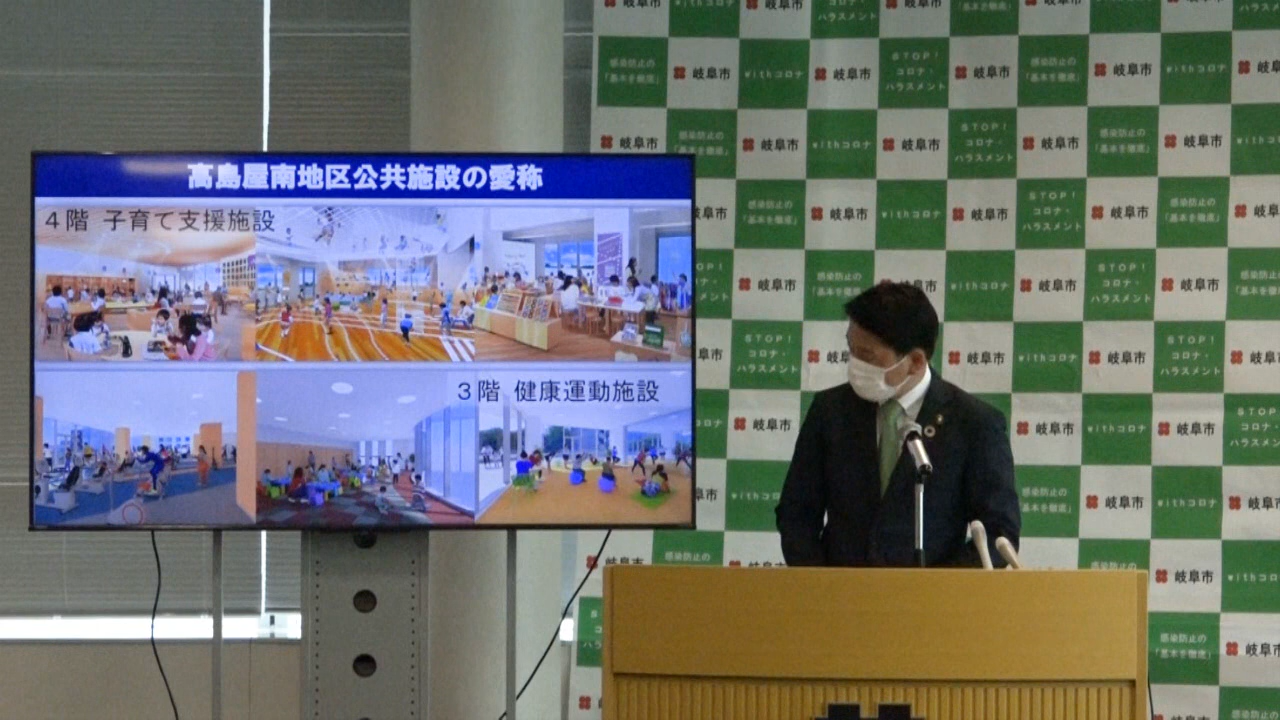 高島屋南地区公共施設の愛称
4階 子育て支援施設
3階 健康運動施設
岐阜市
withコロナ
感染防止の
「基本を徹底」
STOP!
コロナ・
ハラスメント